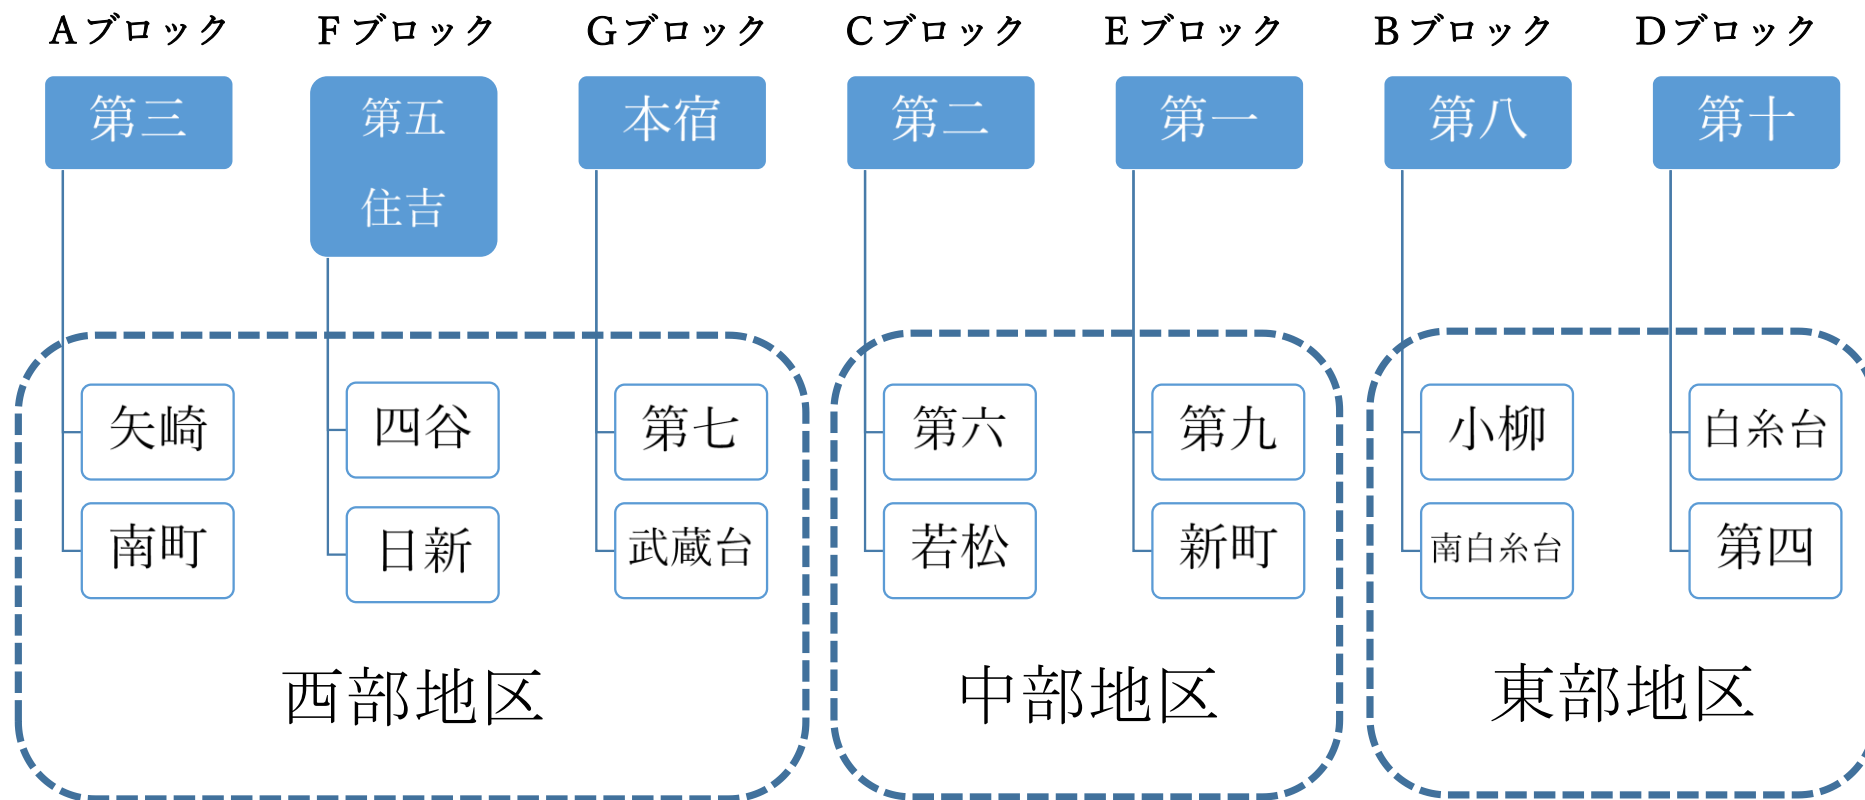 Aブロック
Fブロック
Gブロック
Cブロック
Eブロック
Bブロック
Dブロック
第三
第五
住吉
本宿
第二
第一
第八
第十
矢崎
四谷
第七
第六
第九
小柳
白糸台
南町
日新
武蔵台
若松
新町
南白糸台
第四
西部地区
中部地区
東部地区